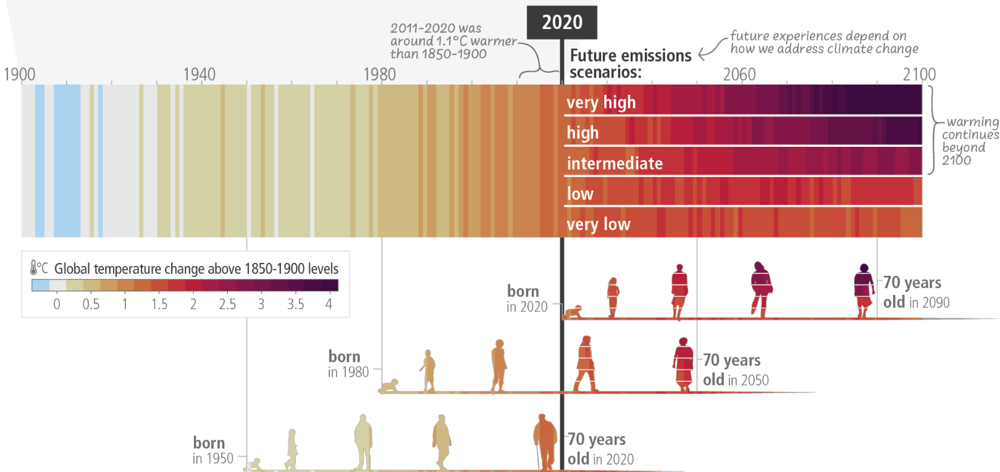 2020
2011-2020 was
around 1.1°C warmer
than 1850-1900
future experiences depend on
how we address climate change
Future emissions
scenarios:
1900
1940
1980
2060
2100
very high
high
intermediate
low
very low
warming
continues
beyond
2100
°C Global temperature change above 1850-1900 levels
0 0.5 1 1.5 2 2.5 3 3.5 4
born
in 2020
70 years
old in 2090
born
in 1980
70 years
old in 2050
born
in 1950
70 years
old in 2020